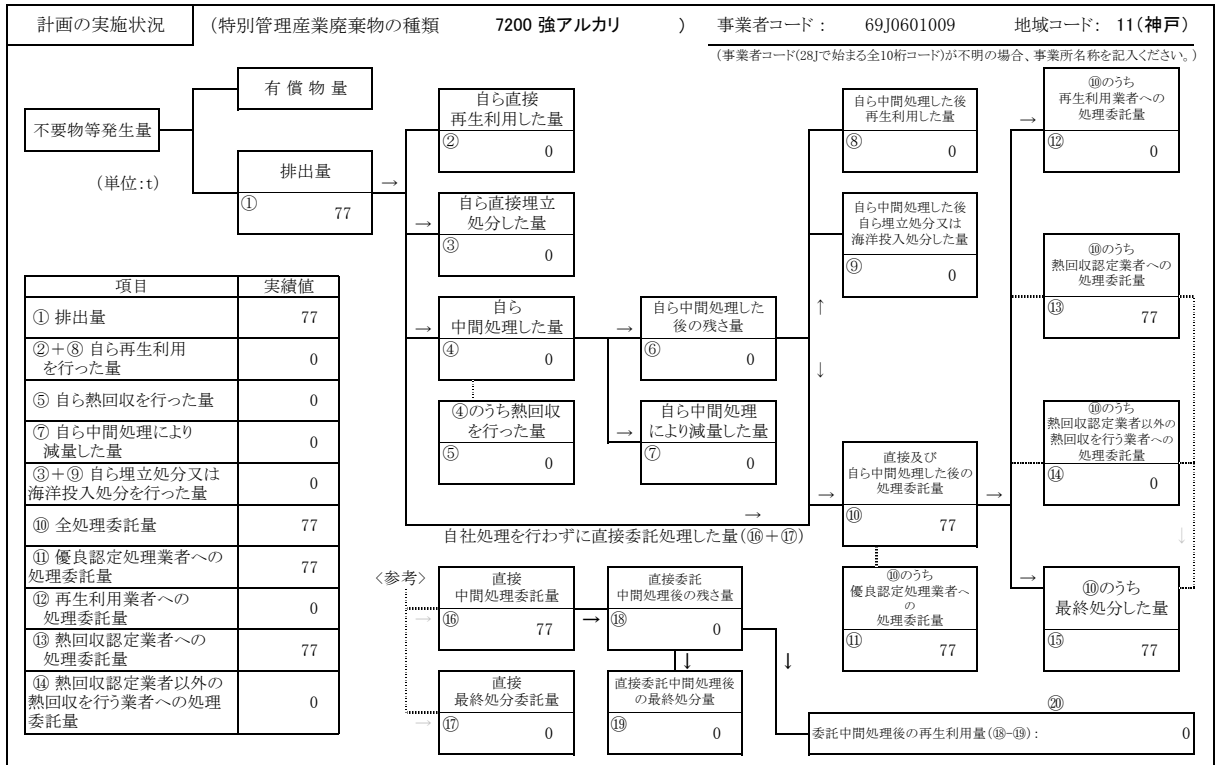 計画の実施状況 (特別管理産業廃棄物の種類 7200 強アルカリ ) 事業者コード： 69J0601009 地域コード： 11(神戸)
(事業者コード(28Jで始まる全10桁コード)が不明の場合、事業所名称を記入ください。)
不要物等発生量
(単位:t)
有 償 物 量
排出量
① 77
→
自ら直接
再生利用した量
② 0
→
自ら直接埋立
処分した量
③ 0
→
自ら
中間処理した量
④ 0
④のうち熱回収
を行った量
⑤ 0
→
自ら中間処理した
後の残さ量
⑥ 0
→
自ら中間処理
により減量した量
⑦ 0
自ら中間処理した後
再生利用した量
⑧ 0
自ら中間処理した後
自ら埋立処分又は
海洋投入処分した量
⑨ 0
↑
↓
→
自社処理を行わずに直接委託処理した量(⑯＋⑰)
→
直接及び
自ら中間処理した後の
処理委託量
⑩ 77
→
⑩のうち
優良認定処理業者へ
の
処理委託量
⑪ 77
→
⑩のうち
再生利用業者への
処理委託量
⑫ 0
⑩のうち
熱回収認定業者への
処理委託量
⑬ 77
⑩のうち
熱回収認定業者以外の
熱回収を行う業者への
処理委託量
⑭ 0
↓
→
⑩のうち
最終処分した量
⑮ 77
項目 実績値
① 排出量 77
②＋⑧ 自ら再生利用
を行った量 0
⑤ 自ら熱回収を行った量 0
⑦ 自ら中間処理により
減量した量 0
③＋⑨ 自ら埋立処分又は
海洋投入処分を行った量 0
⑩ 全処理委託量 77
⑪ 優良認定処理業者への
処理委託量 77
⑫ 再生利用業者への
処理委託量 0
⑬ 熱回収認定業者への
処理委託量 77
⑭ 熱回収認定業者以外の
熱回収を行う業者への処理
委託量 0
<参考>
→
直接
中間処理委託量
⑯ 77
→
直接委託
中間処理後の残さ量
⑱ 0
→
直接
最終処分委託量
⑰ 0
↓
直接委託中間処理後
の最終処分量
⑲ 0
↓
⑳
委託中間処理後の再生利用量(⑱-⑲)： 0